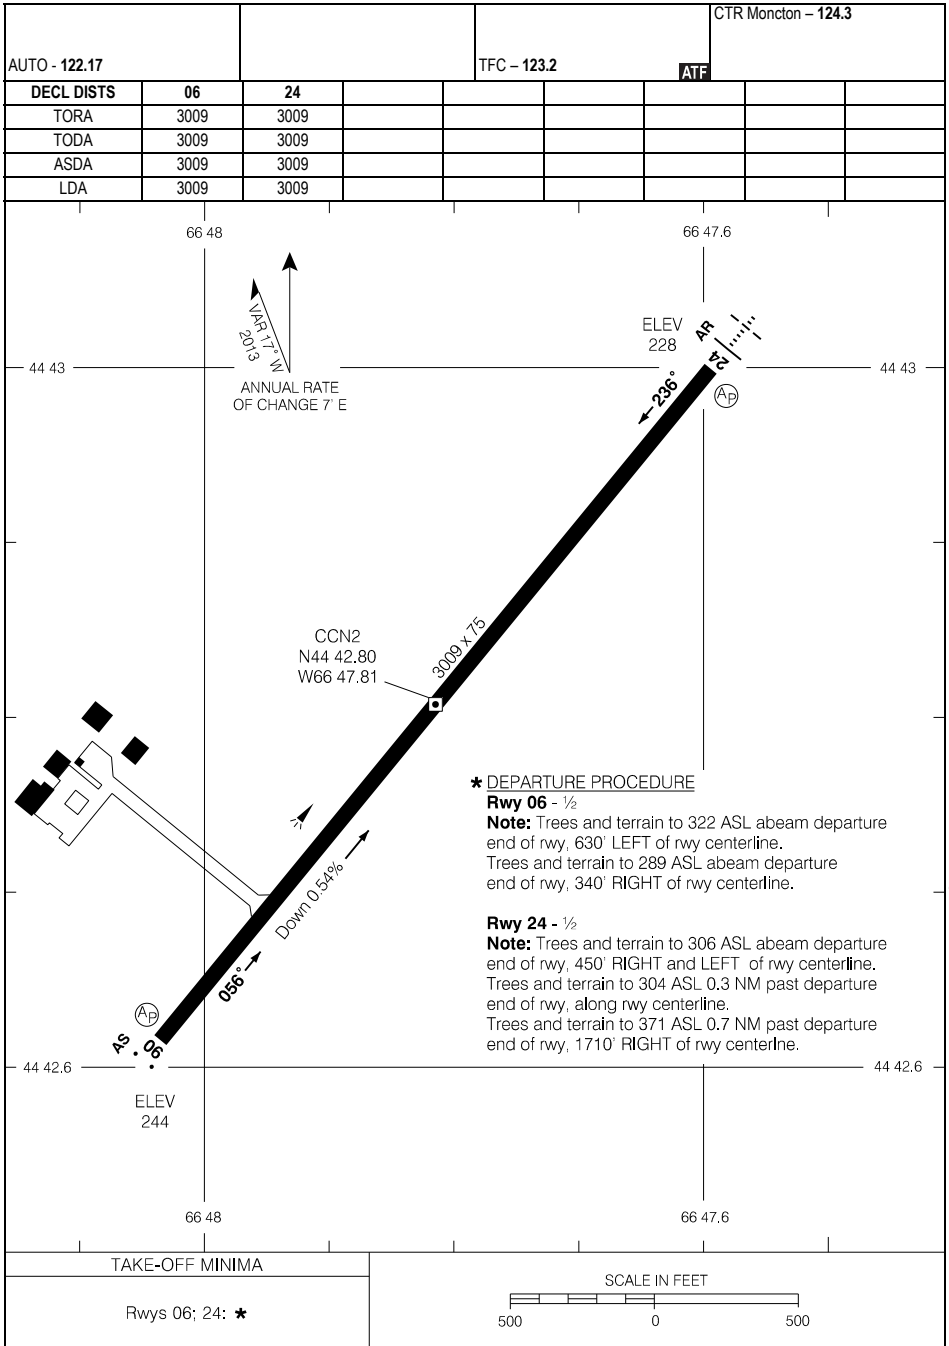 CTR Moncton – 124.3
AUTO - 122.17
TFC – 123.2
ATF
DECL DISTS 06 24
TORA 3009 3009
TODA 3009 3009
ASDA 3009 3009
LDA 3009 3009
66 48
66 47.6
VAR 17° W
2013
ANNUAL RATE
OF CHANGE 7' E
ELEV
228
AR
24
44 43
44 43
236°
AP
CCN2
N44 42.80
W66 47.81
3009 x 75
* DEPARTURE PROCEDURE
Rwy 06 - ½
Note: Trees and terrain to 322 ASL abeam departure
end of rwy, 630' LEFT of rwy centerline.
Trees and terrain to 289 ASL abeam departure
end of rwy, 340' RIGHT of rwy centerline.
Rwy 24 - ½
Note: Trees and terrain to 306 ASL abeam departure
end of rwy, 450' RIGHT and LEFT of rwy centerline.
Trees and terrain to 304 ASL 0.3 NM past departure
end of rwy, along rwy centerline.
Trees and terrain to 371 ASL 0.7 NM past departure
end of rwy, 1710' RIGHT of rwy centerlne.
Down 0.54%
056°
AP
AS
06
44 42.6
44 42.6
ELEV
244
66 48
66 47.6
TAKE-OFF MINIMA
Rwys 06; 24: *
SCALE IN FEET
500 0 500